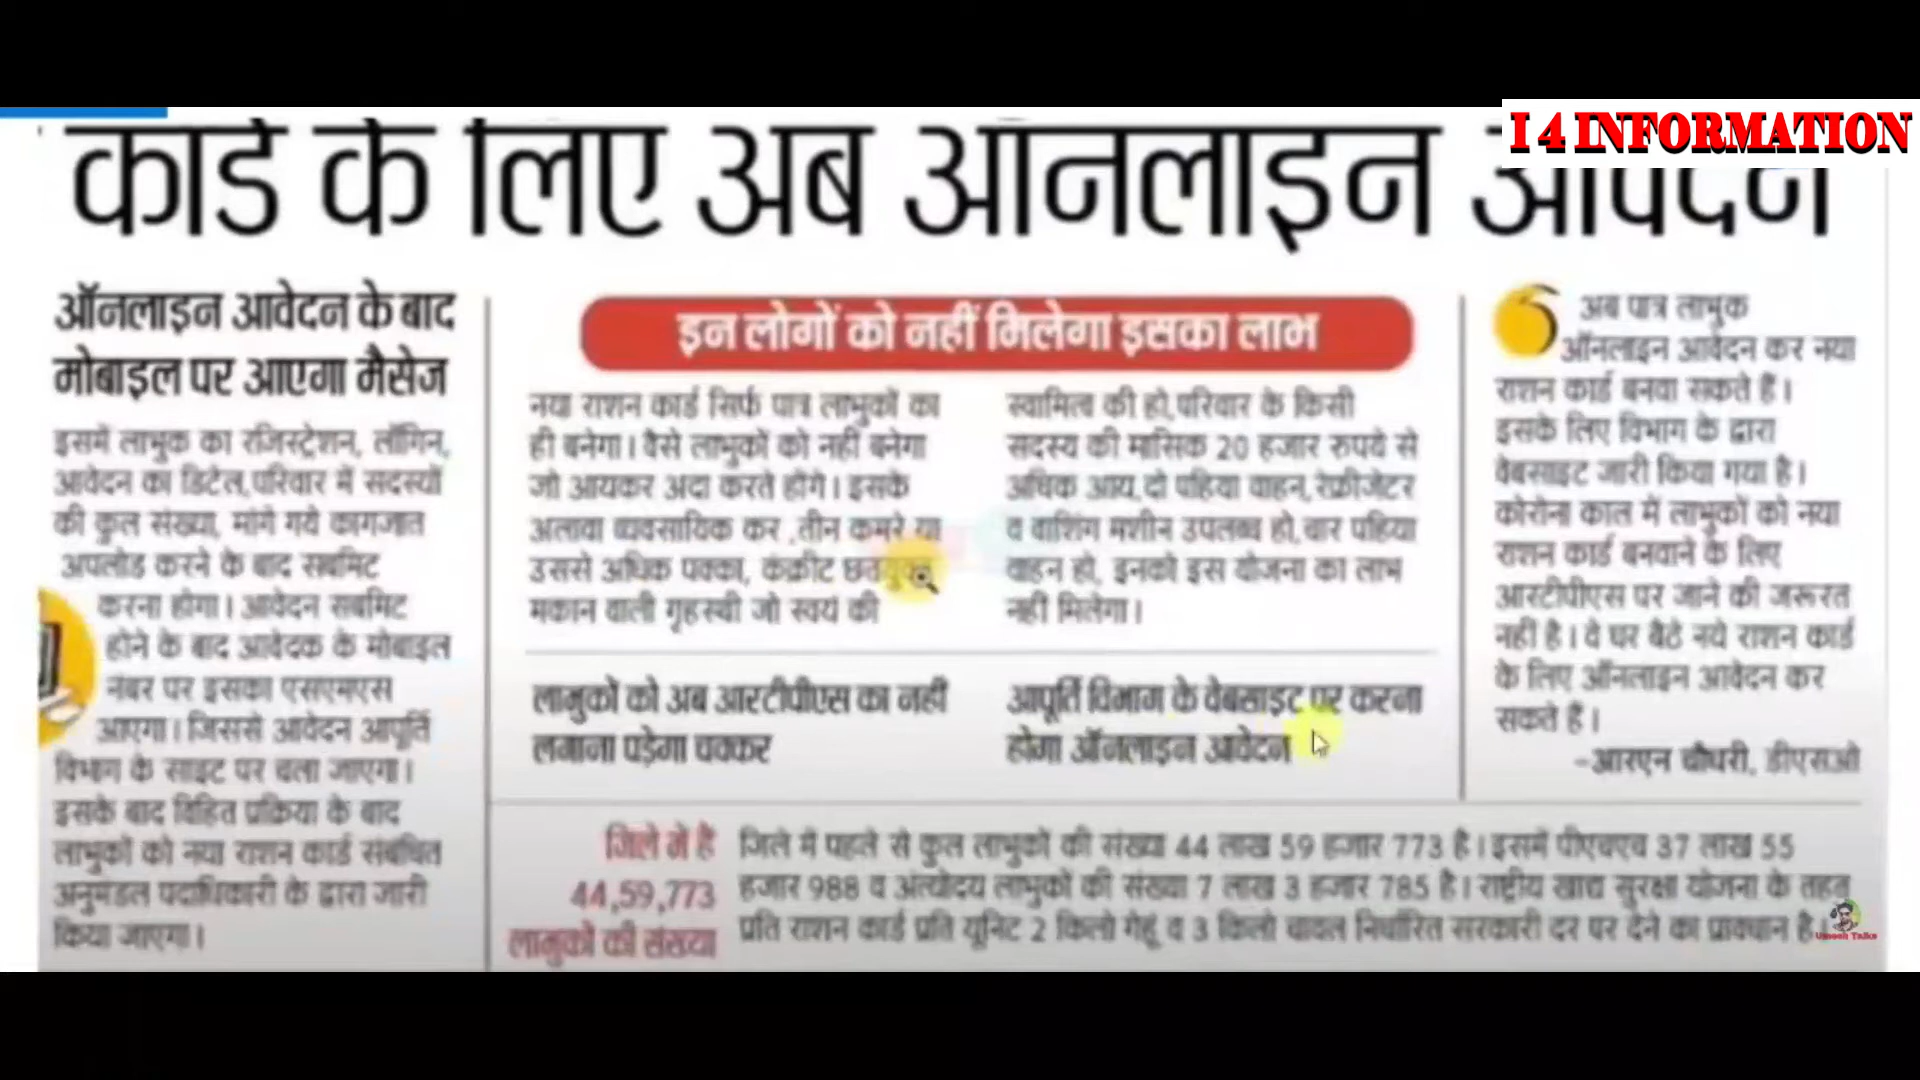 I 4 INFORMATION
कार्ड के लिए अब ऑनलाइन आवेदन
ऑनलाइन आवेदन के बाद
मोबाइल पर आएगा मैसेज
इसमें लाभुक का रजिस्ट्रेशन, लॉगिन,
आवेदन का डिटेल,परिवार में सदस्यों
की कुल संख्या, मांगे गये कागजात
अपलोड करने के बाद सबमिट
करना होगा। आवेदन सबमिट
होने के बाद आवेदक के मोबाइल
नंबर पर इसका एसएमएस
आएगा। जिससे आवेदन आपूर्ति
विभाग के साइट पर चला जाएगा।
इसके बाद विहित प्रक्रिया के बाद
लाभुकों को नया राशन कार्ड संबंधित
अनुमंडल पदाधिकारी के द्वारा जारी
किया जाएगा।
इन लोगों को नहीं मिलेगा इसका लाभ
नया राशन कार्ड सिर्फ पात्र लाभुकों का
ही बनेगा। वैसे लाभुकों को नहीं बनेगा
जो आयकर अदा करते होंगे। इसके
अलावा व्यवसायिक कर ,तीन कमरे या
उससे अधिक पक्का, कंक्रीट छतयुक्त
मकान वाली गृहस्थी जो स्वयं की
स्वामित्व की हो,परिवार के किसी
सदस्य की मासिक 20 हजार रुपये से
अधिक आय,दो पहिया वाहन,रेफ्रीजेटर
व वाशिंग मशीन उपलब्ध हो,चार पहिया
वाहन हो, इनको इस योजना का लाभ
नहीं मिलेगा।
लाभुकों को अब आरटीपीएस का नहीं
लगाना पड़ेगा चक्कर
आपूर्ति विभाग के वेबसाइट पर करना
होगा ऑनलाइन आवेदन
अब पात्र लाभुक
ऑनलाइन आवेदन कर नया
राशन कार्ड बनवा सकते हैं।
इसके लिए विभाग के द्वारा
वेबसाइट जारी किया गया है।
कोरोना काल में लाभुकों को नया
राशन कार्ड बनवाने के लिए
आरटीपीएस पर जाने की जरूरत
नहीं है। वे घर बैठे नये राशन कार्ड
के लिए ऑनलाइन आवेदन कर
सकते हैं।
-आरएन चौधरी, डीएसओ
जिले में है
44,59,773
लाभुकों की संख्या
जिले में पहले से कुल लाभुकों की संख्या 44 लाख 59 हजार 773 है। इसमें पीएचएच 37 लाख 55
हजार 988 व अंत्योदय लाभुकों की संख्या 7 लाख 3 हजार 785 है। राष्ट्रीय खाद्य सुरक्षा योजना के तहत
प्रति राशन कार्ड प्रति यूनिट 2 किलो गेहूं व 3 किलो चावल निर्धारित सरकारी दर पर देने का प्रावधान है
Umesh Talks